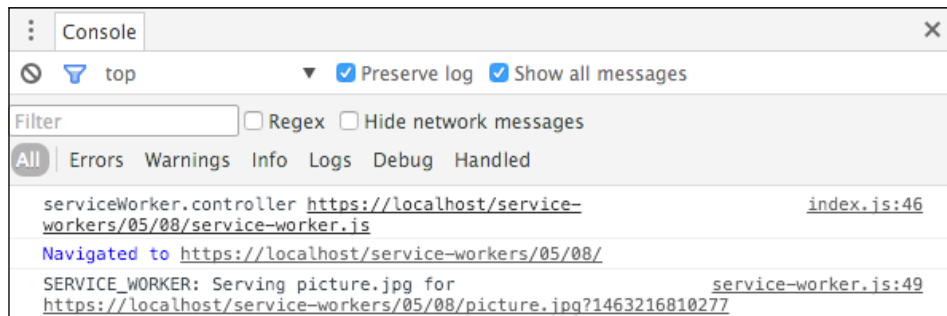 Console
top Preserve log Show all messages
Filter Regex Hide network messages
All Errors Warnings Info Logs Debug Handled
serviceWorker.controller https://localhost/service- index.js:46
workers/05/08/service-worker.js
Navigated to https://localhost/service-workers/05/08/
SERVICE_WORKER: Serving picture.jpg for service-worker.js:49
https://localhost/service-workers/05/08/picture.jpg?1463216810277